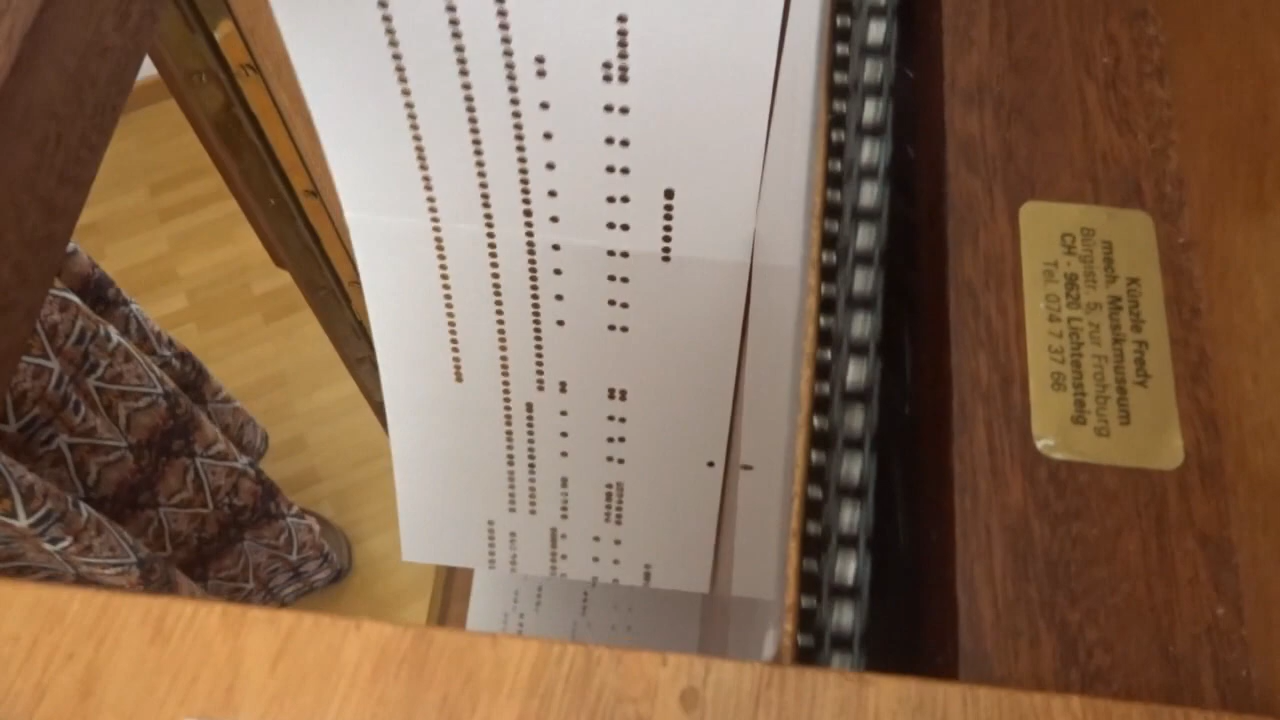 Künzle Fredy
mech. Musikmuseum
Bürgistr. 5, zur Frohburg
CH - 9620 Lichtensteig
Tel. 074 7 37 66